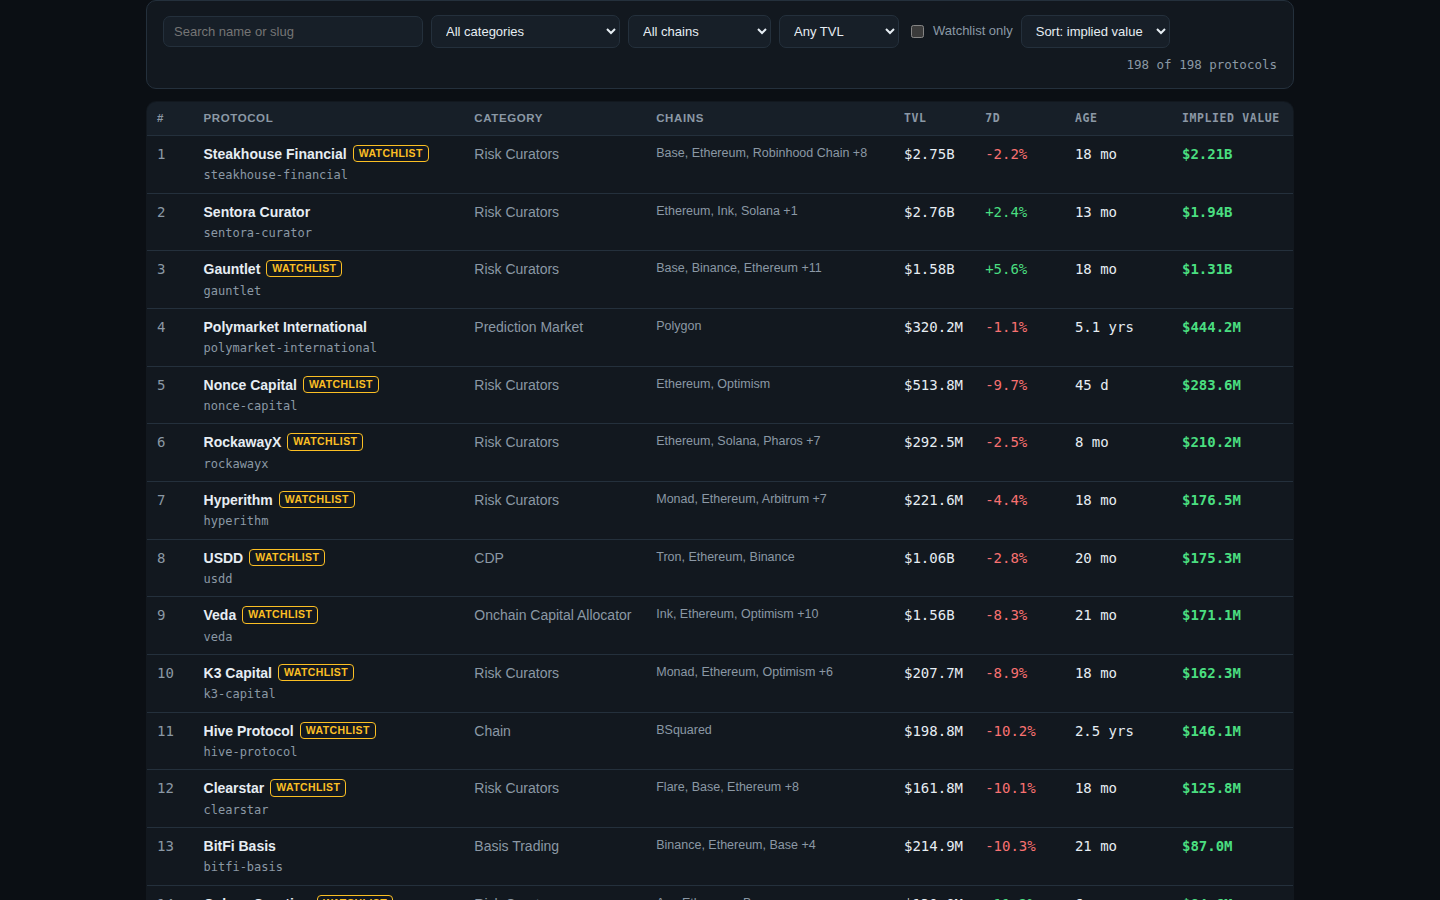 Search name or slug All categories All chains Any TVL Watchlist only Sort: implied value
198 of 198 protocols
# PROTOCOL CATEGORY CHAINS TVL 7D AGE IMPLIED VALUE
1 Steakhouse Financial WATCHLIST Risk Curators Base, Ethereum, Robinhood Chain +8 $2.75B -2.2% 18 mo $2.21B
steakhouse-financial
2 Sentora Curator Risk Curators Ethereum, Ink, Solana +1 $2.76B +2.4% 13 mo $1.94B
sentora-curator
3 Gauntlet WATCHLIST Risk Curators Base, Binance, Ethereum +11 $1.58B +5.6% 18 mo $1.31B
gauntlet
4 Polymarket International Prediction Market Polygon $320.2M -1.1% 5.1 yrs $444.2M
polymarket-international
5 Nonce Capital WATCHLIST Risk Curators Ethereum, Optimism $513.8M -9.7% 45 d $283.6M
nonce-capital
6 RockawayX WATCHLIST Risk Curators Ethereum, Solana, Pharos +7 $292.5M -2.5% 8 mo $210.2M
rockawayx
7 Hyperithm WATCHLIST Risk Curators Monad, Ethereum, Arbitrum +7 $221.6M -4.4% 18 mo $176.5M
hyperithm
8 USDD WATCHLIST CDP Tron, Ethereum, Binance $1.06B -2.8% 20 mo $175.3M
usdd
9 Veda WATCHLIST Onchain Capital Allocator Ink, Ethereum, Optimism +10 $1.56B -8.3% 21 mo $171.1M
veda
10 K3 Capital WATCHLIST Risk Curators Monad, Ethereum, Optimism +6 $207.7M -8.9% 18 mo $162.3M
k3-capital
11 Hive Protocol WATCHLIST Chain BSquared $198.8M -10.2% 2.5 yrs $146.1M
hive-protocol
12 Clearstar WATCHLIST Risk Curators Flare, Base, Ethereum +8 $161.8M -10.1% 18 mo $125.8M
clearstar
13 BitFi Basis Basis Trading Binance, Ethereum, Base +4 $214.9M -10.3% 21 mo $87.0M
bitfi-basis